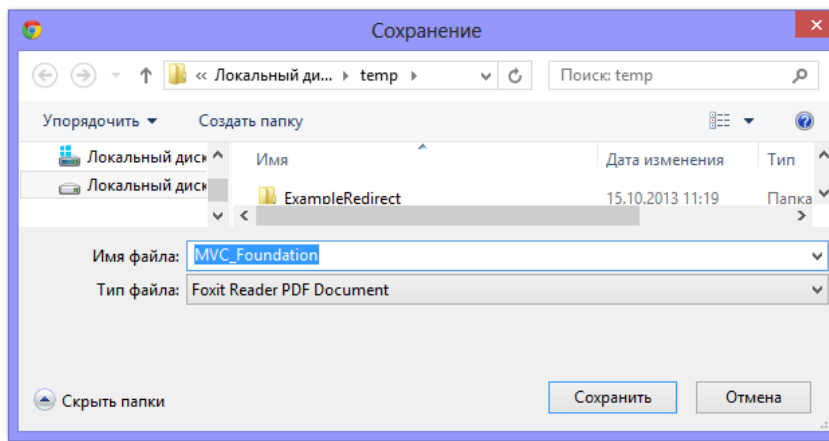 Сохранение
« Локальный ди... temp
Поиск: temp
Упорядочить Создать папку
Локальный диск
Локальный диск
Имя Дата изменения Тип
ExampleRedirect 15.10.2013 11:19 Папка
Имя файла: MVC_Foundation
Тип файла: Foxit Reader PDF Document
Скрыть папки Сохранить Отмена